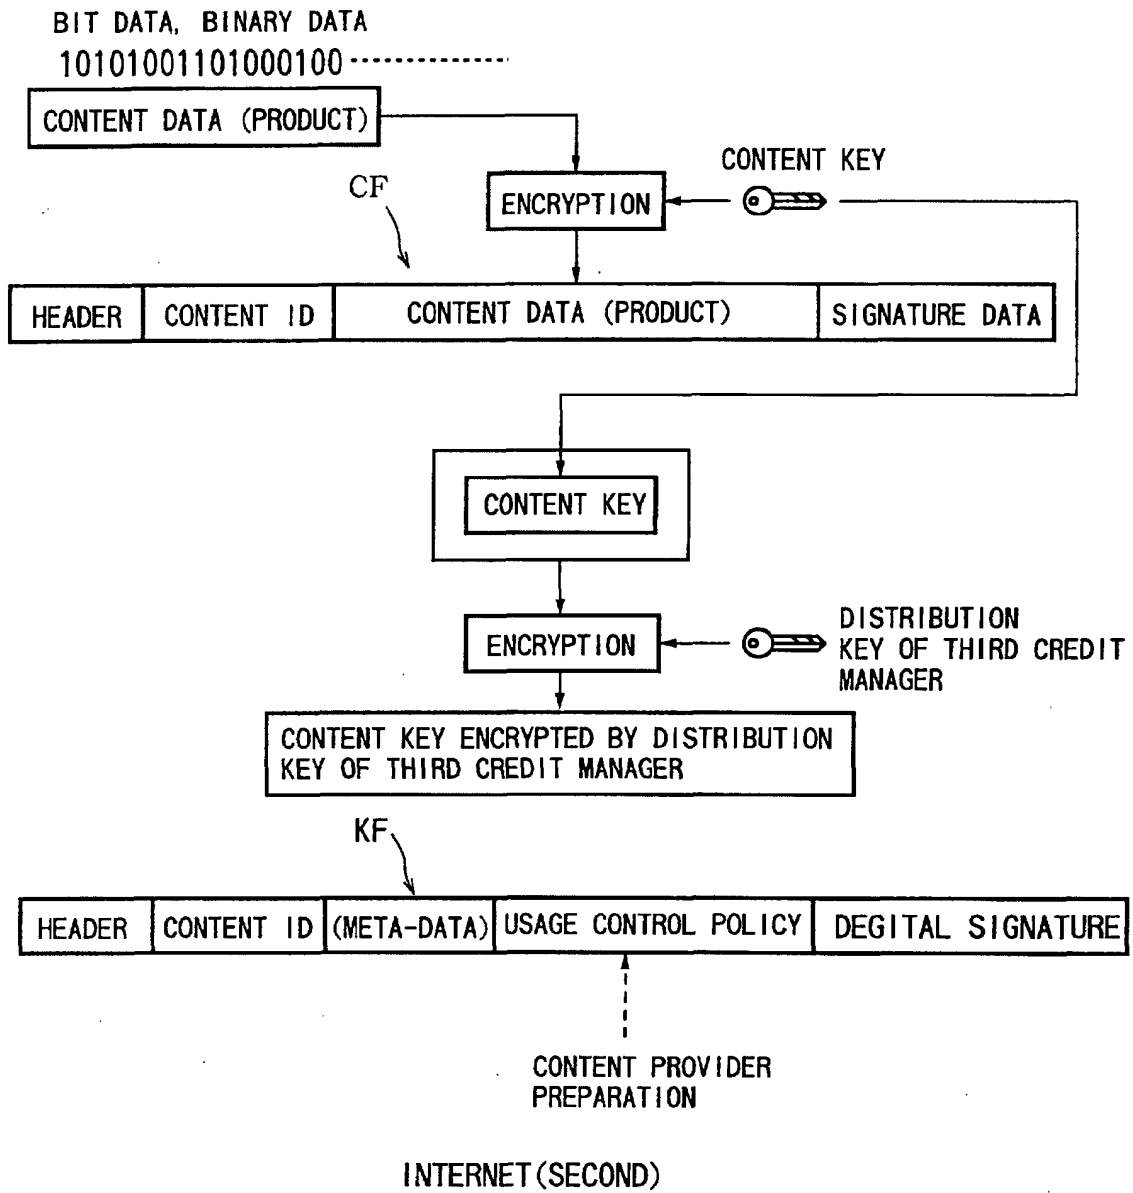 BIT DATA, BINARY DATA
10101001101000100
CONTENT DATA (PRODUCT)
CONTENT KEY
CF
ENCRYPTION
HEADER
CONTENT ID
CONTENT DATA (PRODUCT)
SIGNATURE DATA
CONTENT KEY
ENCRYPTION
DISTRIBUTION
KEY OF THIRD CREDIT
MANAGER
CONTENT KEY ENCRYPTED BY DISTRIBUTION
KEY OF THIRD CREDIT MANAGER
KF
HEADER
CONTENT ID
(META-DATA)
USAGE CONTROL POLICY
DEGITAL SIGNATURE
CONTENT PROVIDER
PREPARATION
INTERNET(SECOND)